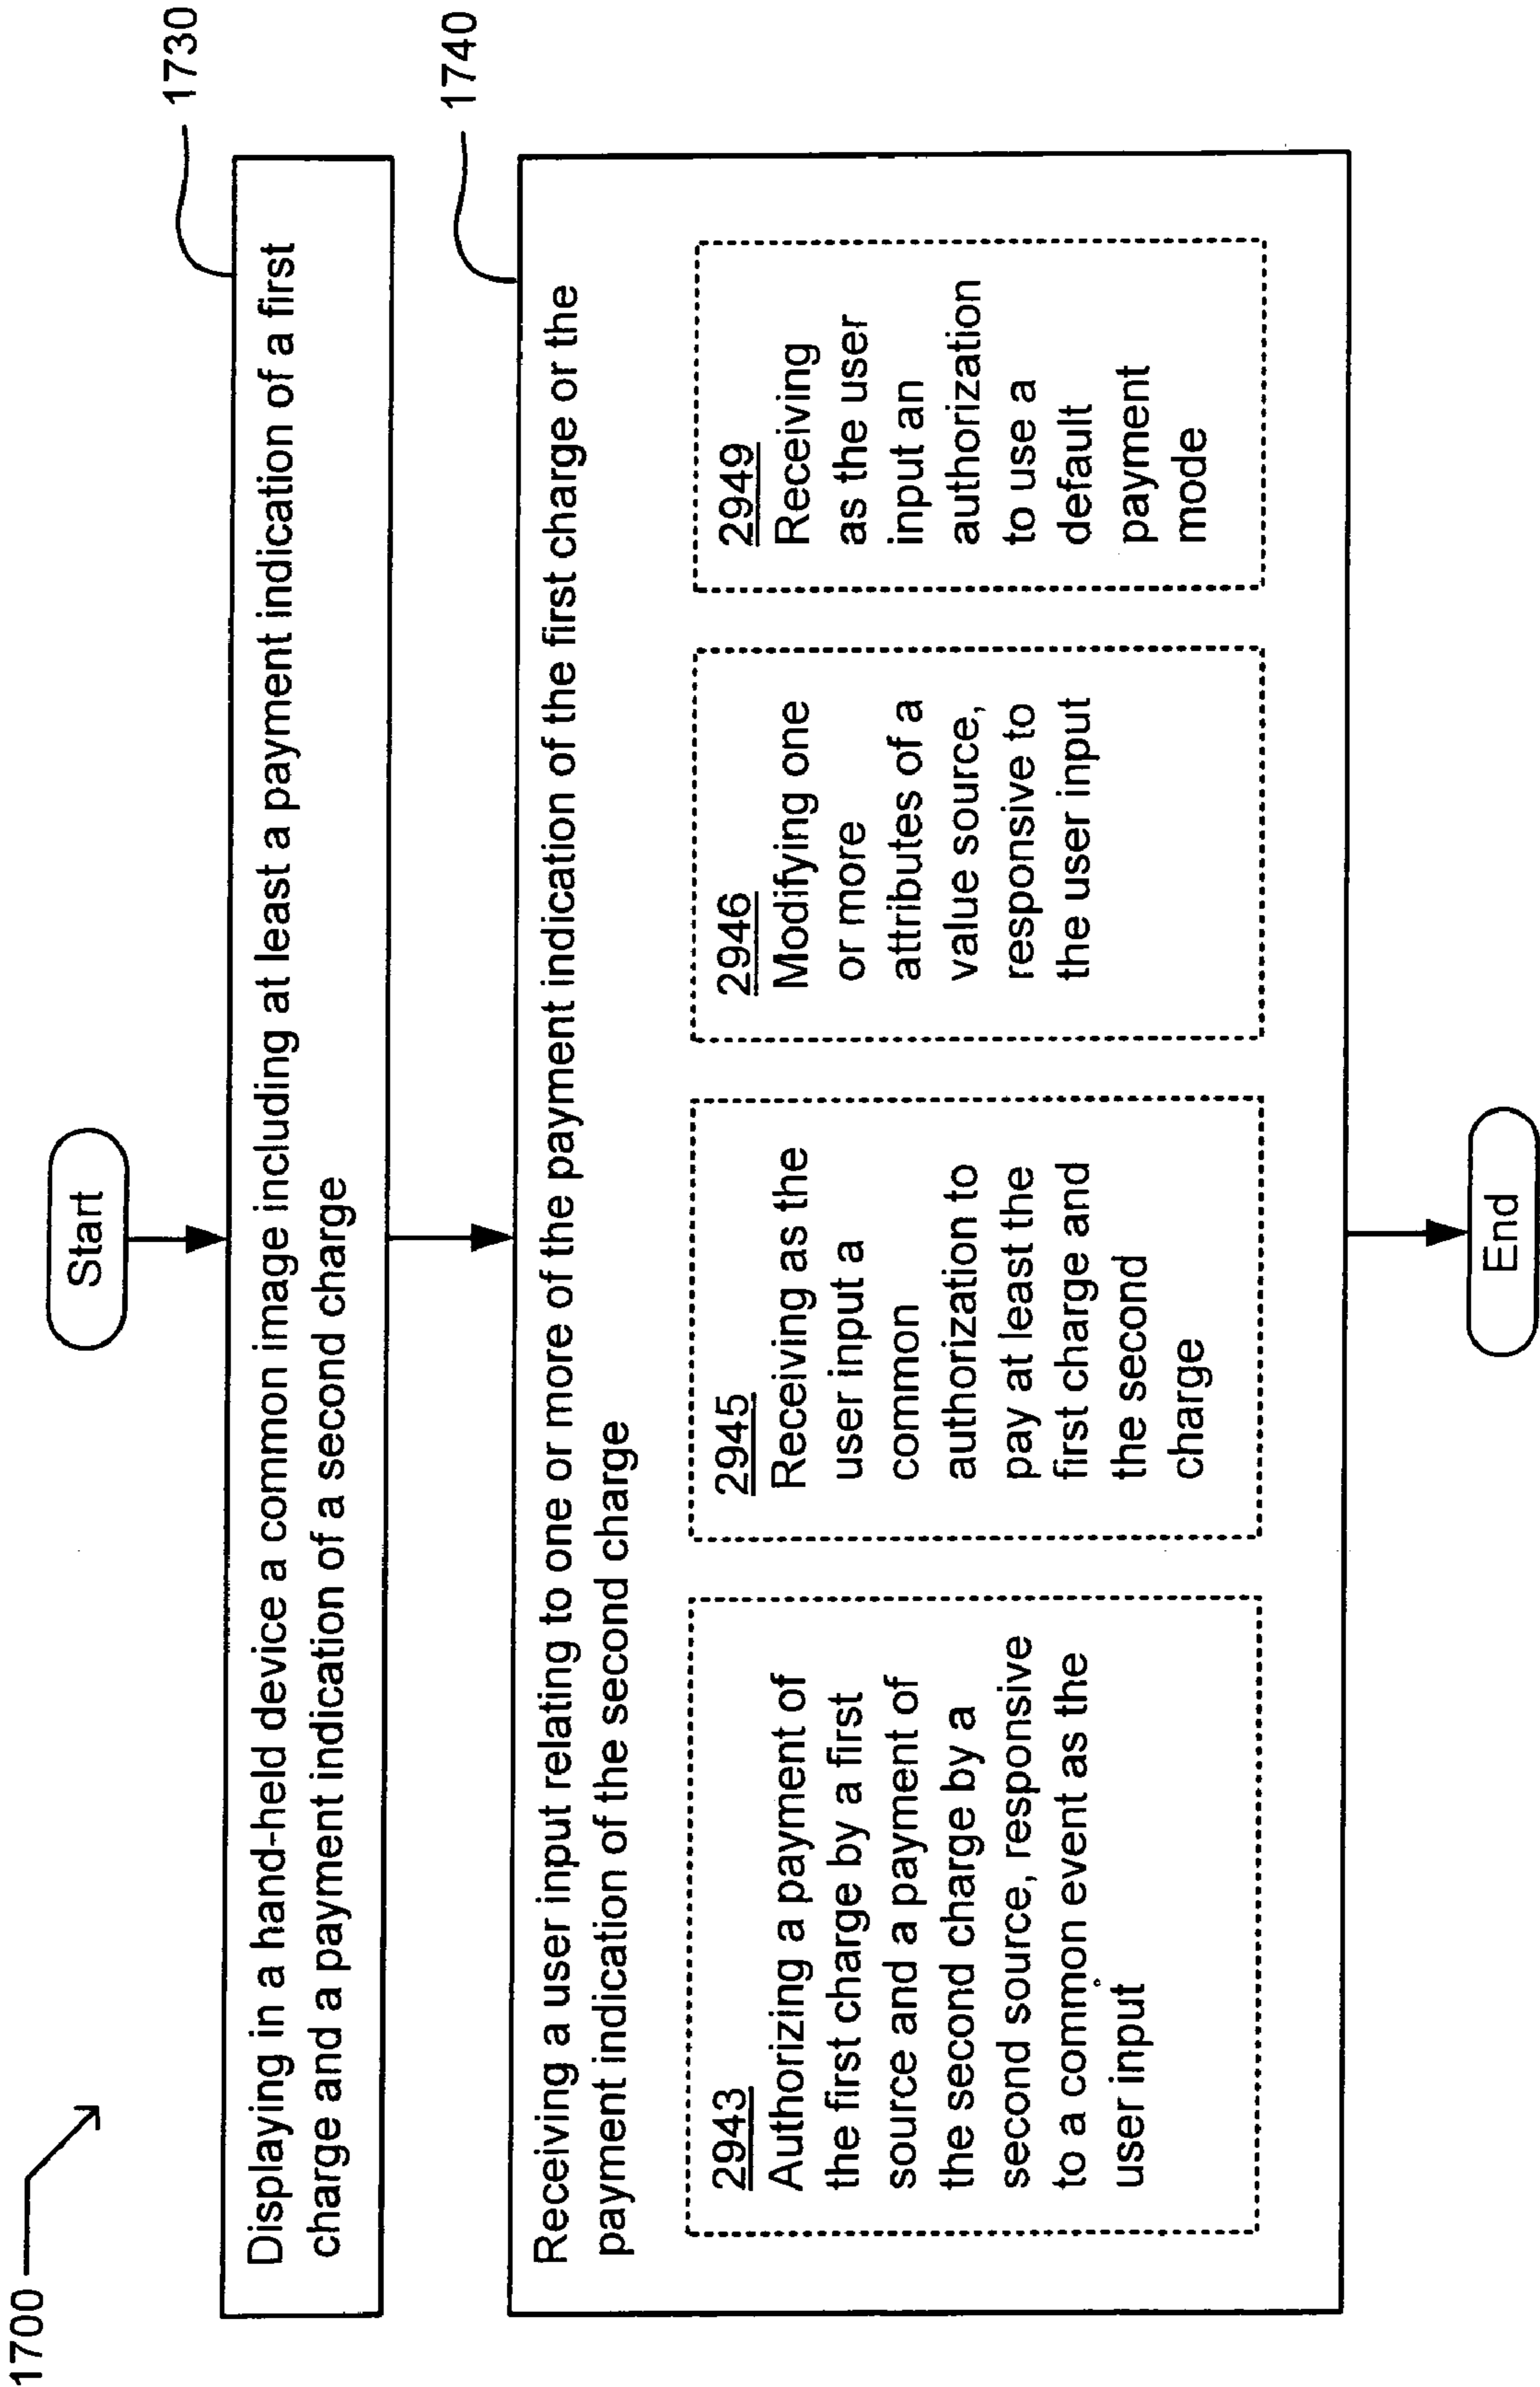 1700
Start
1730
Displaying in a hand-held device a common image including at least a payment indication of a first
charge and a payment indication of a second charge
1740
Receiving a user input relating to one or more of the payment indication of the first charge or the
payment indication of the second charge
2943
Authorizing a payment of
the first charge by a first
source and a payment of
the second charge by a
second source, responsive
to a common event as the
user input
2945
Receiving as the
user input a
common
authorization to
pay at least the
first charge and
the second
charge
2946
Modifying one
or more
attributes of a
value source,
responsive to
the user input
2949
Receiving
as the user
input an
authorization
to use a
default
payment
mode
End